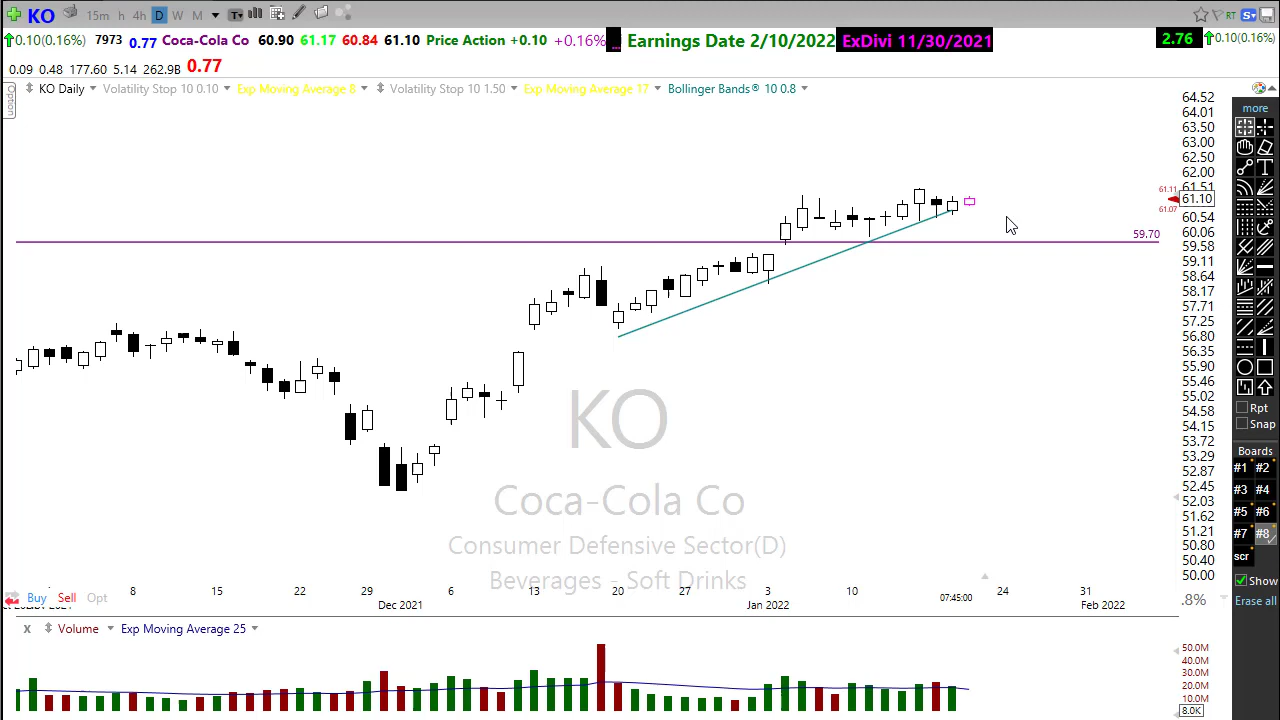 KO 15m h 4h D W M T RT S
0.10(0.16%) 7973 0.77 Coca-Cola Co 60.90 61.17 60.84 61.10 Price Action +0.10 +0.16% ... Earnings Date 2/10/2022 ExDivi 11/30/2021 2.76 0.10(0.16%)
0.09 0.48 177.60 5.14 262.9B 0.77
Option
KO Daily Volatility Stop 10 0.10 Exp Moving Average 8 Volatility Stop 10 1.50 Exp Moving Average 17 Bollinger Bands® 10 0.8
64.52
64.01
63.50
63.00
62.50
62.00
61.51
61.11
61.10
61.07
60.54
60.06
59.70
59.58
59.11
58.64
58.17
57.71
57.25
56.80
56.35
55.90
55.46
55.02
54.58
54.15
53.72
53.29
52.87
52.45
52.03
51.62
51.21
50.80
50.40
50.00
more
Rpt
Snap
Boards
#1 #2
#3 #4
#5 #6
#7 #8
scr
Show
Erase all
KO
Coca-Cola Co
Consumer Defensive Sector(D)
Beverages - Soft Drinks
8 15 22 29 6 13 20 27 3 10 07:45:00 24 31
Dec 2021 Jan 2022 Feb 2022
Buy Sell Opt
.8%
x Volume Exp Moving Average 25
50.0M
40.0M
30.0M
20.0M
10.0M
8.0K